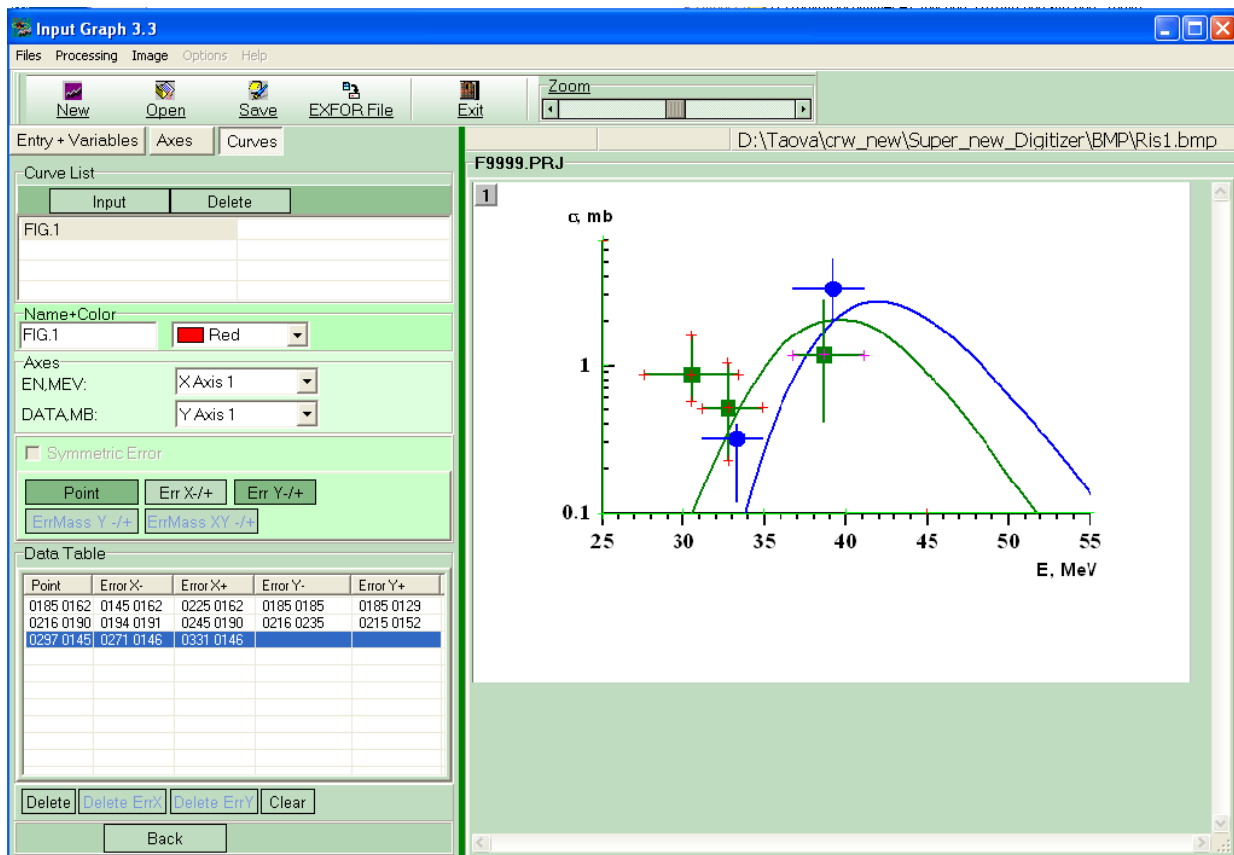 Input Graph 3.3
Files Processing Image Options Help
New Open Save EXFOR File Exit Zoom
Entry + Variables Axes Curves
D:\Taova\crw_new\Super_new_Digitizer\BMP\Ris1.bmp
F9999.PRJ
Curve List
Input Delete
FIG.1
Name+Color
FIG.1 Red
Axes
EN,MEV: X Axis 1
DATA,MB: Y Axis 1
Symmetric Error
Point Err X-/+ Err Y-/+
ErrMass Y -/+ ErrMass XY -/+
Data Table
Point Error X- Error X+ Error Y- Error Y+
0185 0162 0145 0162 0225 0162 0185 0185 0185 0129
0216 0190 0194 0191 0245 0190 0216 0235 0215 0152
0297 0145 0271 0146 0331 0146
Delete Delete ErrX Delete ErrY Clear
Back
1
σ, mb
1
0.1
25 30 35 40 45 50 55
E, MeV